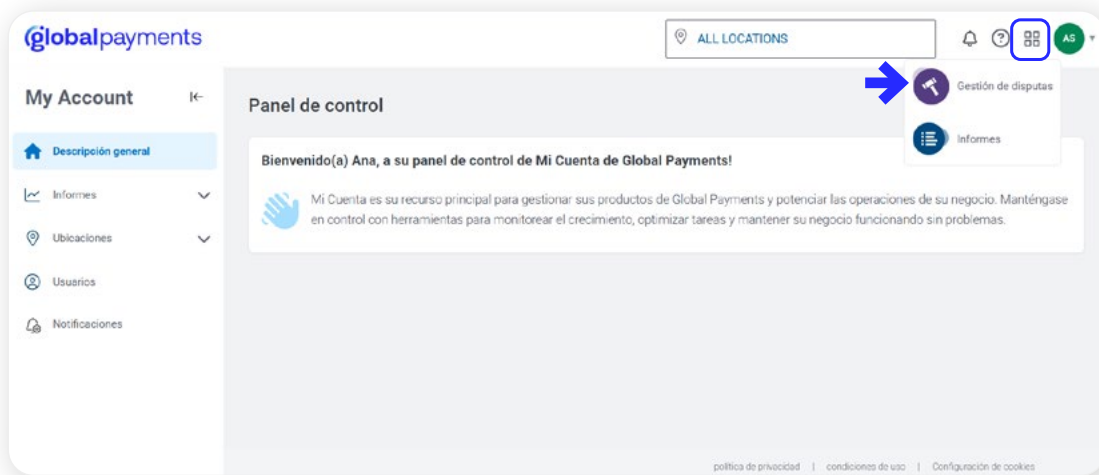 globalpayments
ALL LOCATIONS
AS
My Account
Gestión de disputas
Panel de control
Informes
Descripción general
Bienvenido(a) Ana, a su panel de control de Mi Cuenta de Global Payments!
Informes
Mi Cuenta es su recurso principal para gestionar sus productos de Global Payments y potenciar las operaciones de su negocio. Manténgase
en control con herramientas para monitorear el crecimiento, optimizar tareas y mantener su negocio funcionando sin problemas.
Ubicaciones
Usuarios
Notificaciones
política de privacidad | condiciones de uso | Configuración de cookies